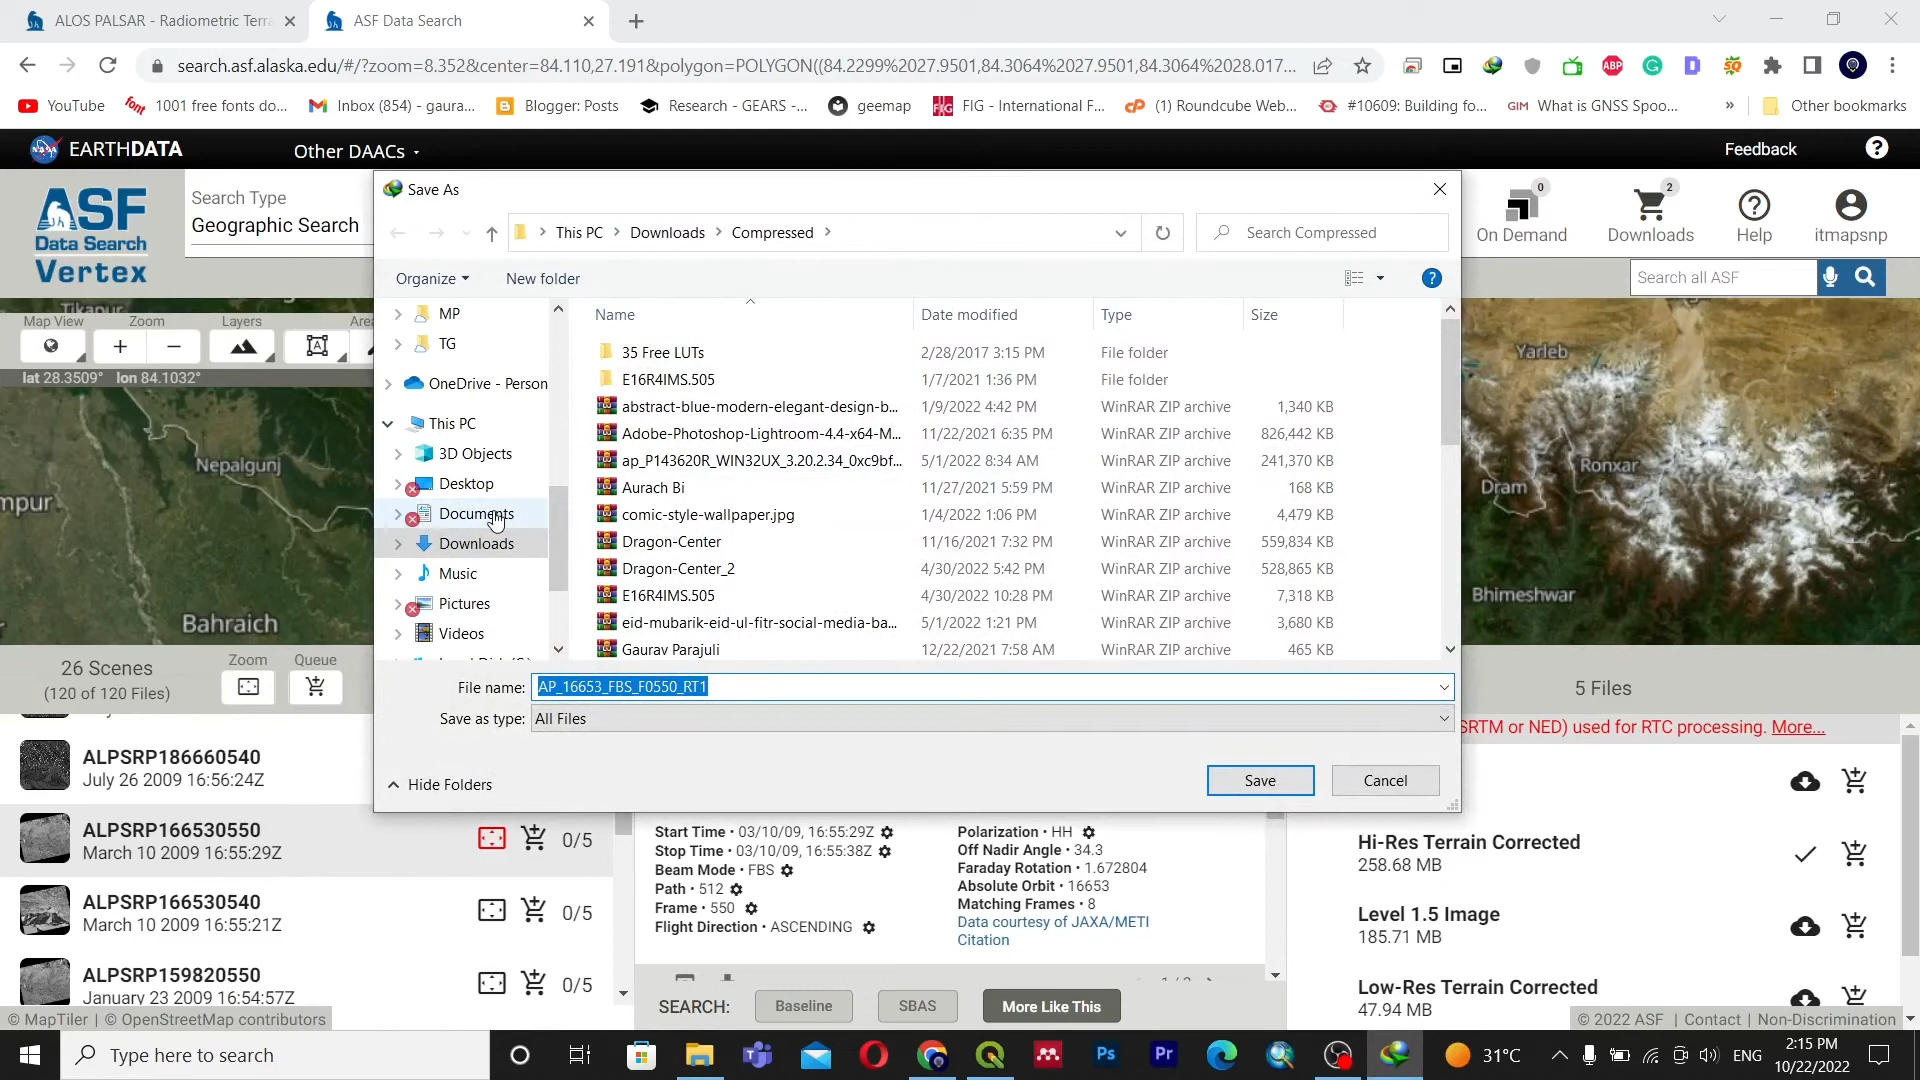 ALOS PALSAR - Radiometric Terra
ASF Data Search
search.asf.alaska.edu/#/?zoom=8.352&center=84.110,27.191&polygon=POLYGON((84.2299%2027.9501,84.3064%2027.9501,84.3064%2028.017...
YouTube
1001 free fonts do...
Inbox (854) - gaura...
Blogger: Posts
Research - GEARS -...
geemap
FIG - International F...
(1) Roundcube Web...
#10609: Building fo...
GIM What is GNSS Spoo...
»
Other bookmarks
EARTHDATA
Other DAACs
Feedback
ASF
Data Search
Vertex
Search Type
Geographic Search
0
On Demand
2
Downloads
Help
itmapsnp
Search all ASF
Map View
Zoom
Layers
Area
lat 28.3509° lon 84.1032°
Nepalgunj
Bahraich
Yarleb
Ronxar
Dram
Bhimeshwar
Save As
This PC > Downloads > Compressed >
Search Compressed
Organize
New folder
MP
TG
OneDrive - Person
This PC
3D Objects
Desktop
Documents
Downloads
Music
Pictures
Videos
Name Date modified Type Size
35 Free LUTs 2/28/2017 3:15 PM File folder
E16R4IMS.505 1/7/2021 1:36 PM File folder
abstract-blue-modern-elegant-design-b... 1/9/2022 4:42 PM WinRAR ZIP archive 1,340 KB
Adobe-Photoshop-Lightroom-4.4-x64-M... 11/22/2021 6:35 PM WinRAR ZIP archive 826,442 KB
ap_P143620R_WIN32UX_3.20.2.34_0xc9bf... 5/1/2022 8:34 AM WinRAR ZIP archive 241,370 KB
Aurach Bi 11/27/2021 5:59 PM WinRAR ZIP archive 168 KB
comic-style-wallpaper.jpg 1/4/2022 1:06 PM WinRAR ZIP archive 4,479 KB
Dragon-Center 11/16/2021 7:32 PM WinRAR ZIP archive 559,834 KB
Dragon-Center_2 4/30/2022 5:42 PM WinRAR ZIP archive 528,865 KB
E16R4IMS.505 4/30/2022 10:28 PM WinRAR ZIP archive 7,318 KB
eid-mubarik-eid-ul-fitr-social-media-ba... 5/1/2022 1:21 PM WinRAR ZIP archive 3,680 KB
Gaurav Parajuli 12/22/2021 7:58 AM WinRAR ZIP archive 465 KB
File name: AP_16653_FBS_F0550_RT1
Save as type: All Files
Hide Folders
Save
Cancel
26 Scenes
(120 of 120 Files)
Zoom
Queue
5 Files
SRTM or NED) used for RTC processing. More...
ALPSRP186660540
July 26 2009 16:56:24Z
ALPSRP166530550
March 10 2009 16:55:29Z
0/5
ALPSRP166530540
March 10 2009 16:55:21Z
0/5
ALPSRP159820550
January 23 2009 16:54:57Z
0/5
Start Time • 03/10/09, 16:55:29Z
Stop Time • 03/10/09, 16:55:38Z
Beam Mode • FBS
Path • 512
Frame • 550
Flight Direction • ASCENDING
Polarization • HH
Off Nadir Angle • 34.3
Faraday Rotation • 1.672804
Absolute Orbit • 16653
Matching Frames • 8
Data courtesy of JAXA/METI
Citation
SEARCH:
Baseline
SBAS
More Like This
Hi-Res Terrain Corrected
258.68 MB
Level 1.5 Image
185.71 MB
Low-Res Terrain Corrected
47.94 MB
© MapTiler | © OpenStreetMap contributors
© 2022 ASF | Contact | Non-Discrimination
Type here to search
31°C
ENG
2:15 PM
10/22/2022